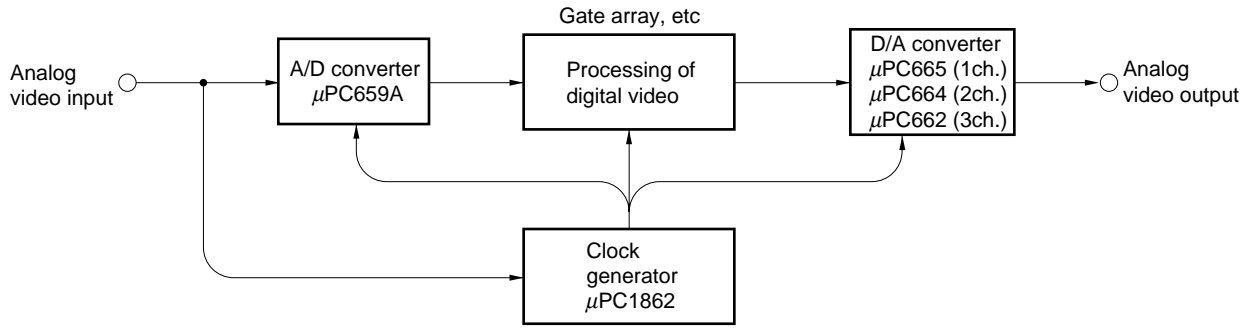 Gate array, etc
Analog
video input
A/D converter
μPC659A
Processing of
digital video
D/A converter
μPC665 (1ch.)
μPC664 (2ch.)
μPC662 (3ch.)
Analog
video output
Clock
generator
μPC1862